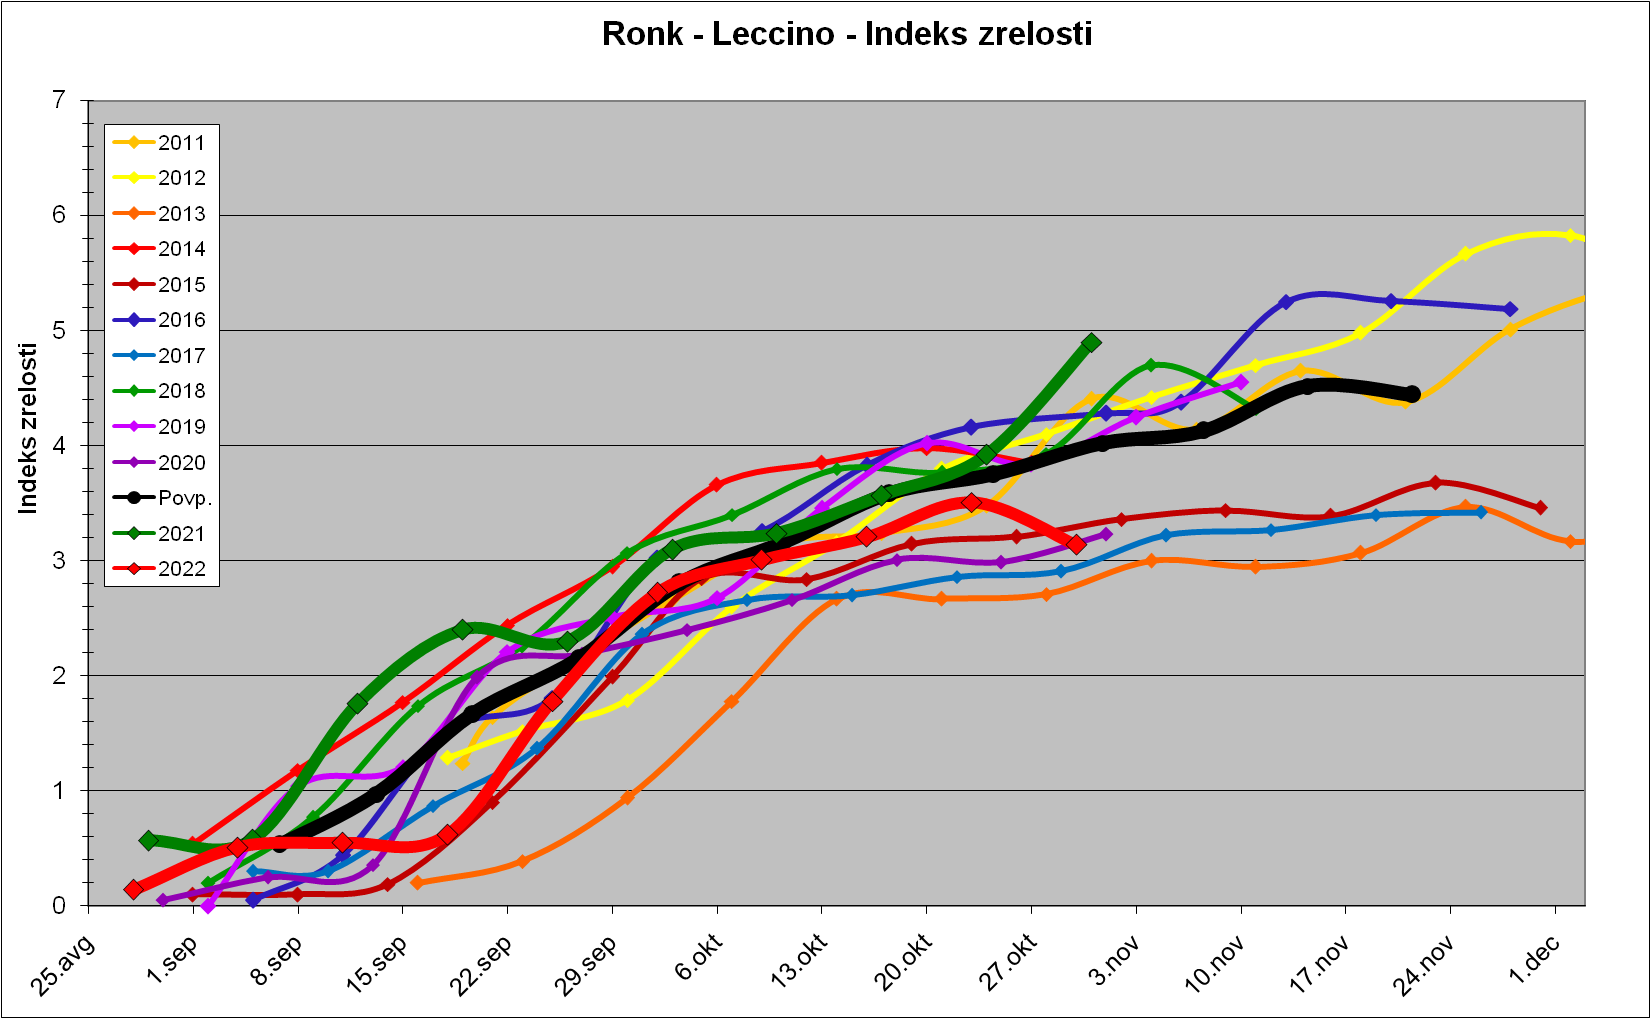 Ronk - Leccino - Indeks zrelosti
7
6
5
4
3
2
1
0
Indeks zrelosti
2011
2012
2013
2014
2015
2016
2017
2018
2019
2020
Povp.
2021
2022
25.avg
1.sep
8.sep
15.sep
22.sep
29.sep
6.okt
13.okt
20.okt
27.okt
3.nov
10.nov
17.nov
24.nov
1.dec